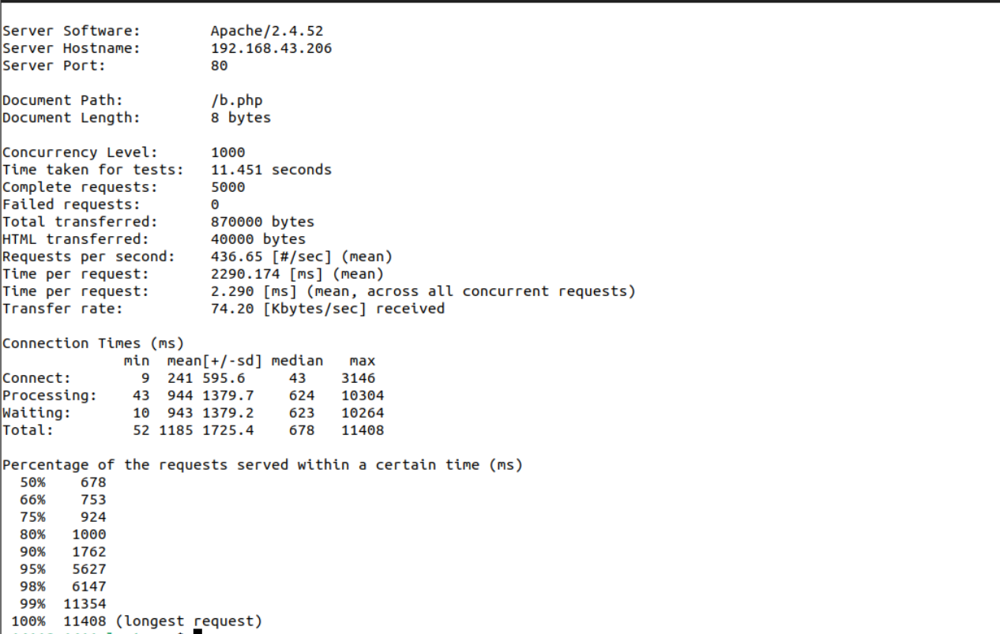 Server Software:        Apache/2.4.52
Server Hostname:        192.168.43.206
Server Port:            80
Document Path:          /b.php
Document Length:        8 bytes
Concurrency Level:      1000
Time taken for tests:   11.451 seconds
Complete requests:      5000
Failed requests:        0
Total transferred:      870000 bytes
HTML transferred:       40000 bytes
Requests per second:    436.65 [#/sec] (mean)
Time per request:       2290.174 [ms] (mean)
Time per request:       2.290 [ms] (mean, across all concurrent requests)
Transfer rate:          74.20 [Kbytes/sec] received
Connection Times (ms)
              min  mean[+/-sd] median   max
Connect:        9  241 595.6     43    3146
Processing:    43  944 1379.7    624   10304
Waiting:       10  943 1379.2    623   10264
Total:         52 1185 1725.4    678   11408
Percentage of the requests served within a certain time (ms)
  50%    678
  66%    753
  75%    924
  80%   1000
  90%   1762
  95%   5627
  98%   6147
  99%  11354
 100%  11408 (longest request)